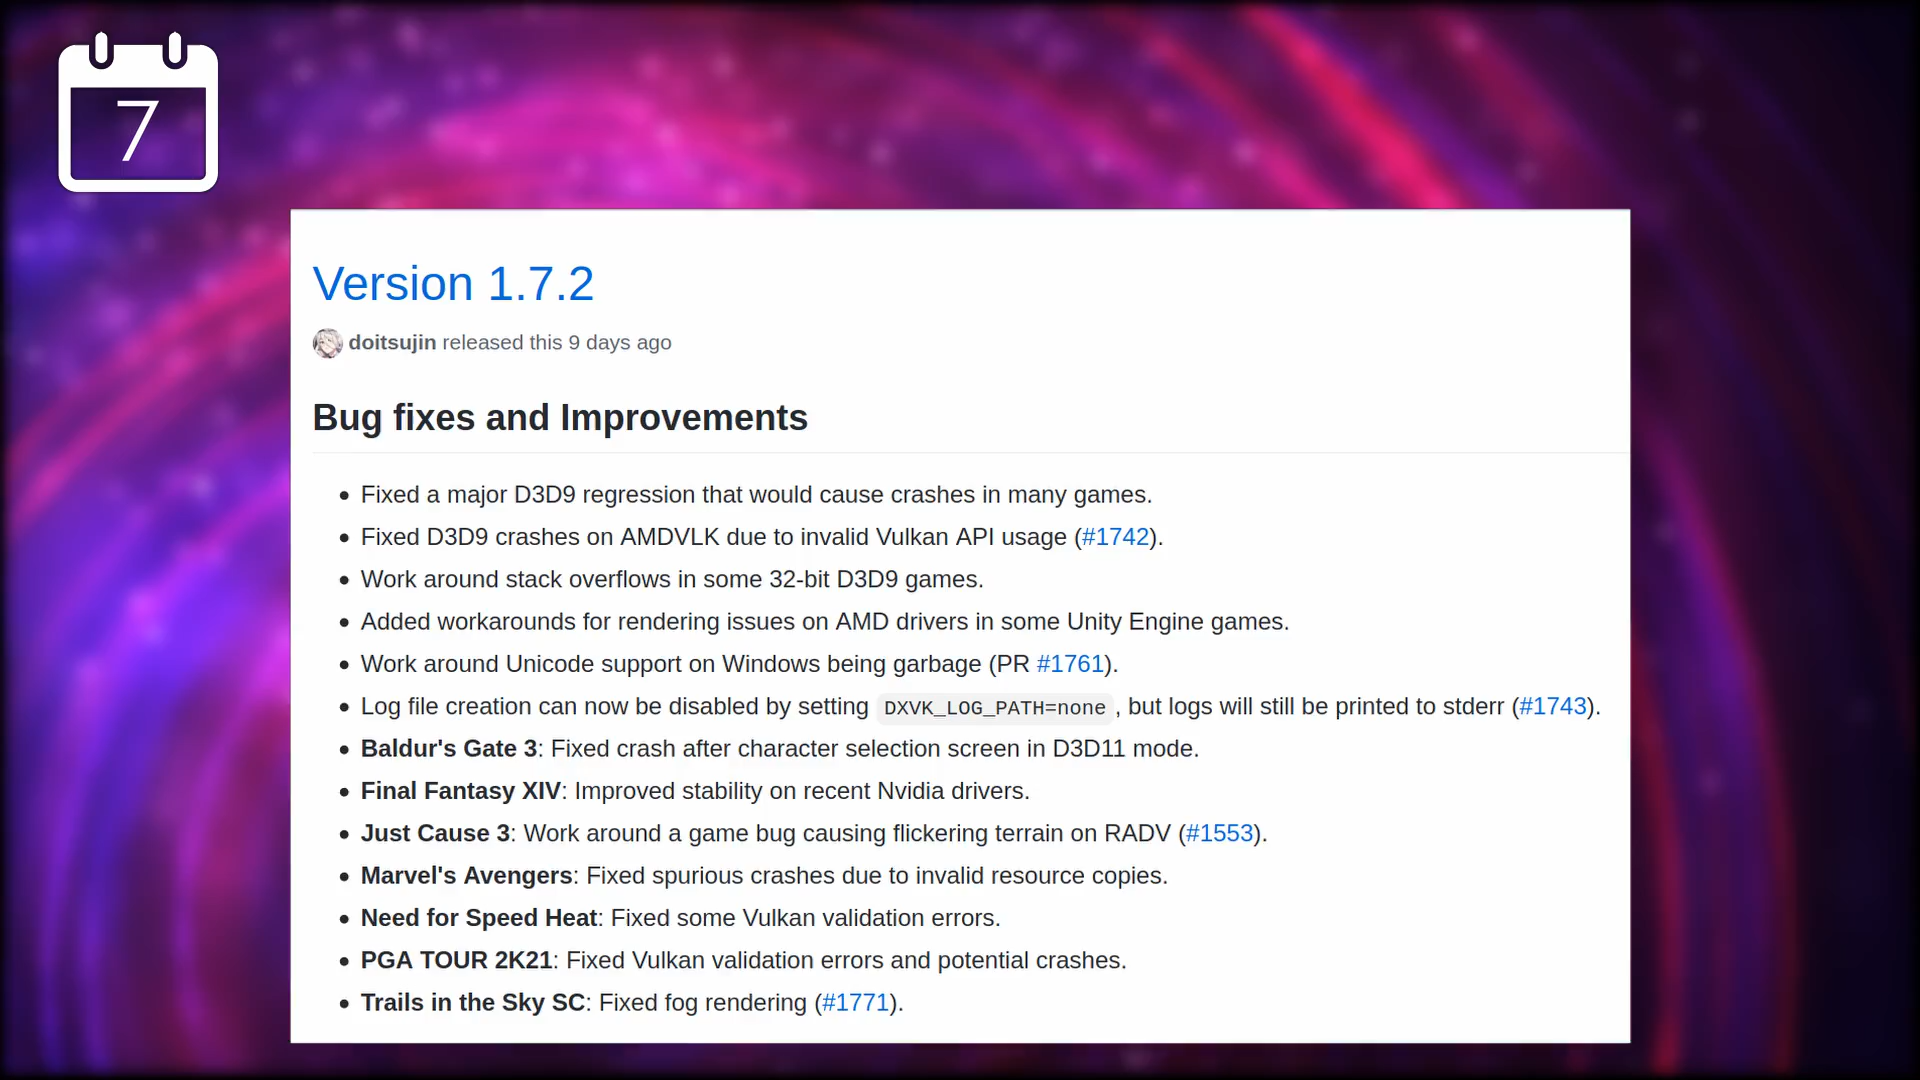 7
Version 1.7.2
doitsujin released this 9 days ago
Bug fixes and Improvements
Fixed a major D3D9 regression that would cause crashes in many games.
Fixed D3D9 crashes on AMDVLK due to invalid Vulkan API usage (#1742).
Work around stack overflows in some 32-bit D3D9 games.
Added workarounds for rendering issues on AMD drivers in some Unity Engine games.
Work around Unicode support on Windows being garbage (PR #1761).
Log file creation can now be disabled by setting DXVK_LOG_PATH=none, but logs will still be printed to stderr (#1743).
Baldur's Gate 3: Fixed crash after character selection screen in D3D11 mode.
Final Fantasy XIV: Improved stability on recent Nvidia drivers.
Just Cause 3: Work around a game bug causing flickering terrain on RADV (#1553).
Marvel's Avengers: Fixed spurious crashes due to invalid resource copies.
Need for Speed Heat: Fixed some Vulkan validation errors.
PGA TOUR 2K21: Fixed Vulkan validation errors and potential crashes.
Trails in the Sky SC: Fixed fog rendering (#1771).